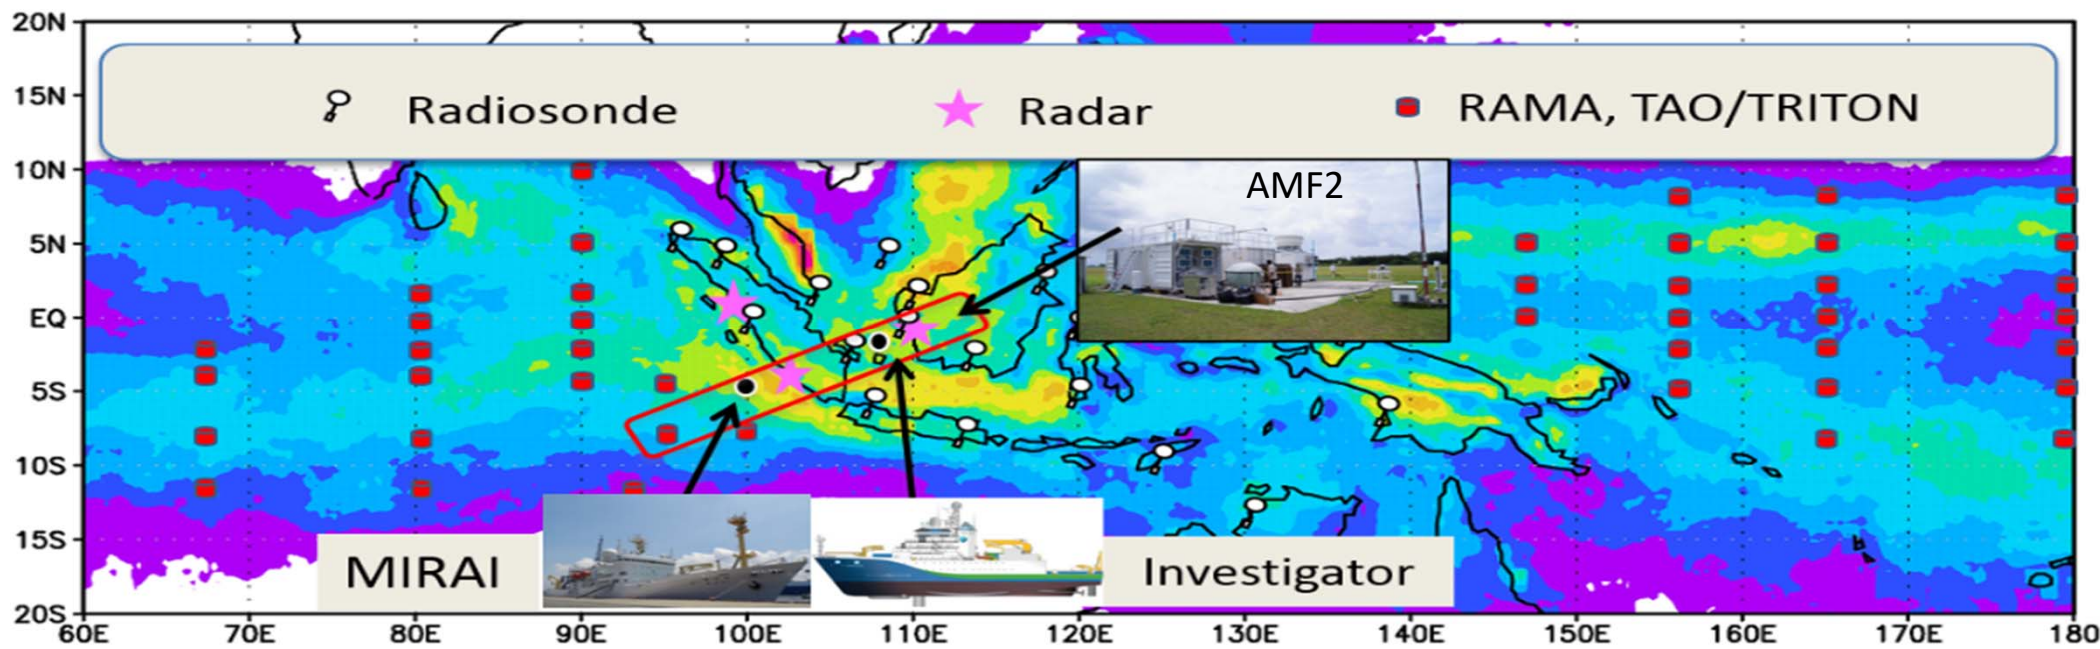 20N
15N
10N
5N
EQ
5S
10S
15S
20S
Radiosonde
Radar
RAMA, TAO/TRITON
AMF2
MIRAI
Investigator
60E 70E 80E 90E 100E 110E 120E 130E 140E 150E 160E 170E 180